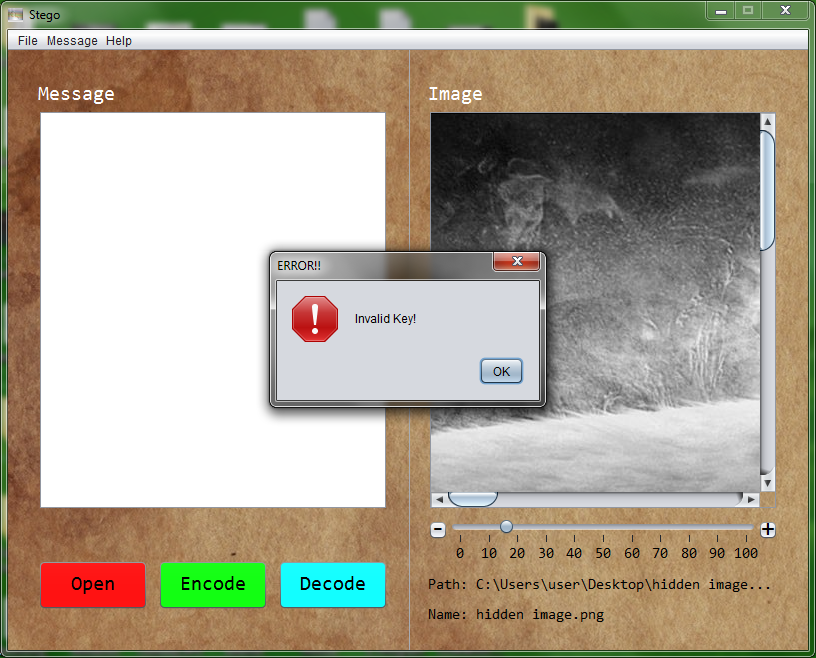 Stego
File Message Help
Message
Image
ERROR!!
Invalid Key!
OK
0 10 20 30 40 50 60 70 80 90 100
Open
Encode
Decode
Path: C:\Users\user\Desktop\hidden image...
Name: hidden image.png